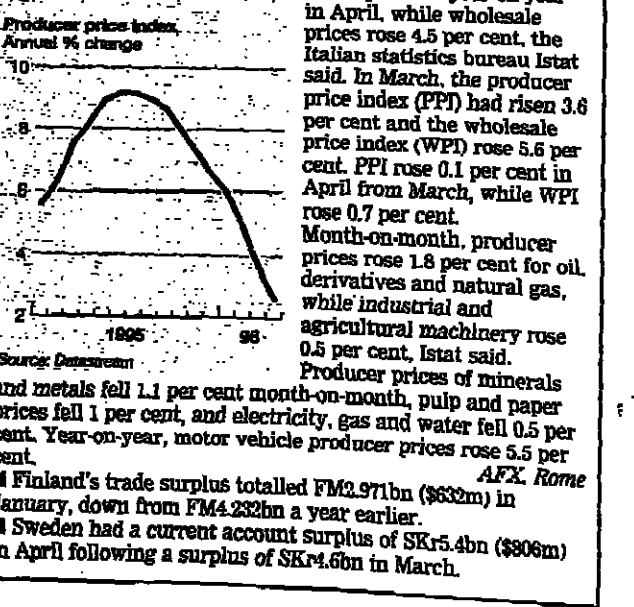 Producer price index
Annual % change
10
8
6
4
2
1995
96
Source: Datastream
in April, while wholesale
prices rose 4.5 per cent, the
Italian statistics bureau Istat
said. In March, the producer
price index (PPI) had risen 3.6
per cent and the wholesale
price index (WPI) rose 5.6 per
cent. PPI rose 0.1 per cent in
April from March, while WPI
rose 0.7 per cent.
Month-on-month, producer
prices rose 1.8 per cent for oil,
derivatives and natural gas,
while industrial and
agricultural machinery rose
0.5 per cent, Istat said.
Producer prices of minerals
and metals fell 1.1 per cent month-on-month, pulp and paper
prices fell 1 per cent, and electricity, gas and water fell 0.5 per
cent. Year-on-year, motor vehicle producer prices rose 5.5 per
cent.
AFX, Rome
Finland's trade surplus totalled FM2.971bn ($632m) in
January, down from FM4.232bn a year earlier.
Sweden had a current account surplus of SKr5.4bn ($806m)
in April following a surplus of SKr4.6bn in March.